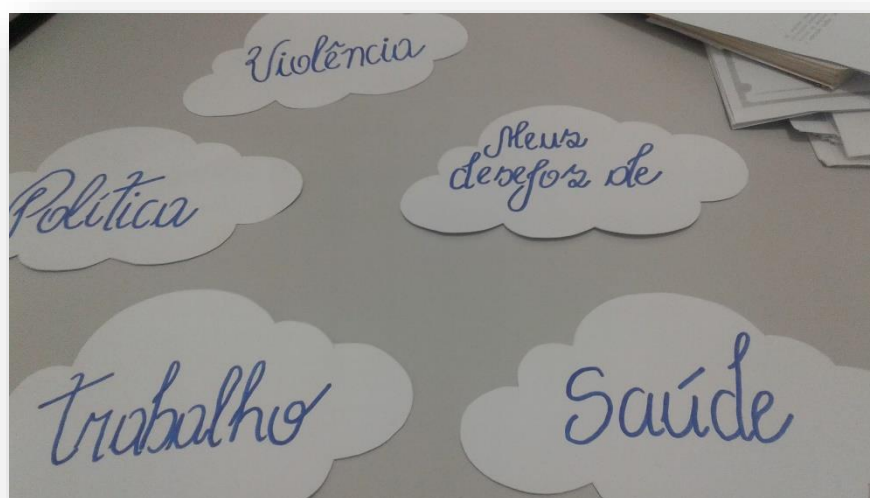 Violência
Meus
desejos de
Política
Trabalho
Saúde